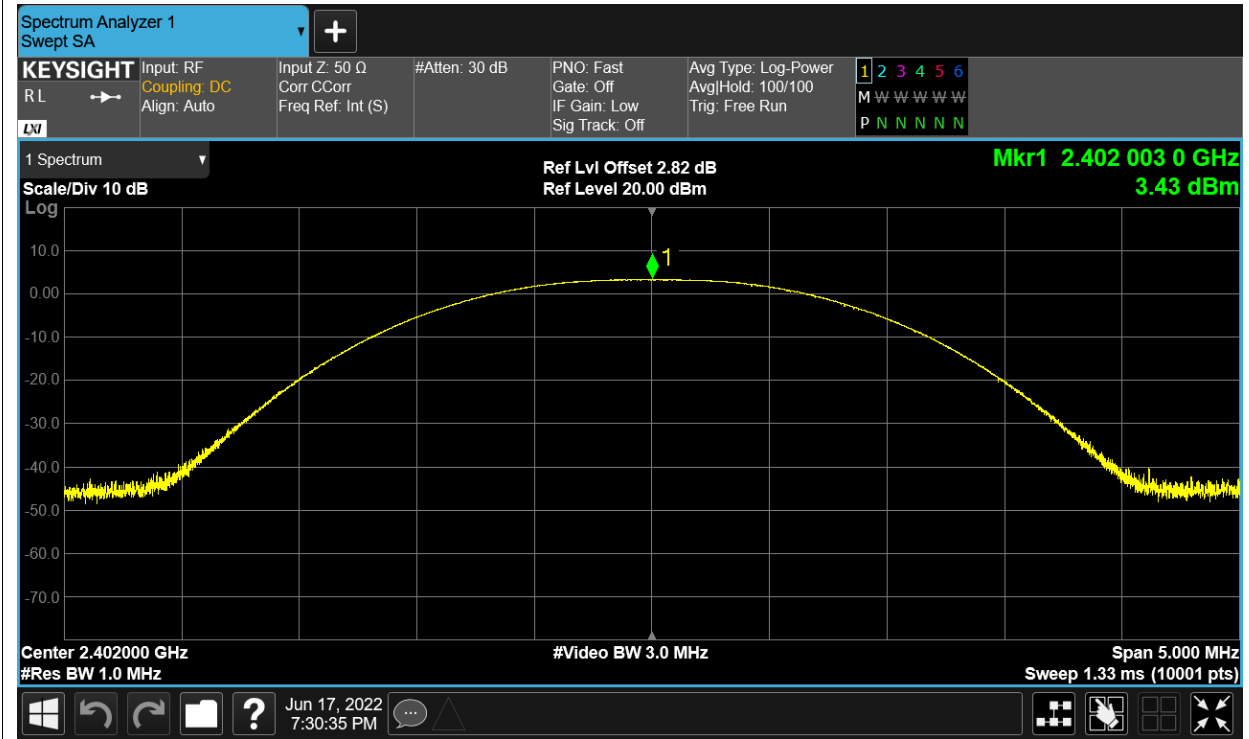 Spectrum Analyzer 1
Swept SA
+
KEYSIGHT
R L
LXI
Input: RF
Coupling: DC
Align: Auto
Input Z: 50 Ω
Corr CCorr
Freq Ref: Int (S)
#Atten: 30 dB
PNO: Fast
Gate: Off
IF Gain: Low
Sig Track: Off
Avg Type: Log-Power
Avg|Hold: 100/100
Trig: Free Run
1 2 3 4 5 6
M W W W W W
P N N N N N N
1 Spectrum
Scale/Div 10 dB
Log
Ref Lvl Offset 2.82 dB
Ref Level 20.00 dBm
Mkr1 2.402 003 0 GHz
3.43 dBm
1
10.0
0.00
-10.0
-20.0
-30.0
-40.0
-50.0
-60.0
-70.0
Center 2.402000 GHz
#Video BW 3.0 MHz
Span 5.000 MHz
#Res BW 1.0 MHz
Sweep 1.33 ms (10001 pts)
?
Jun 17, 2022
7:30:35 PM